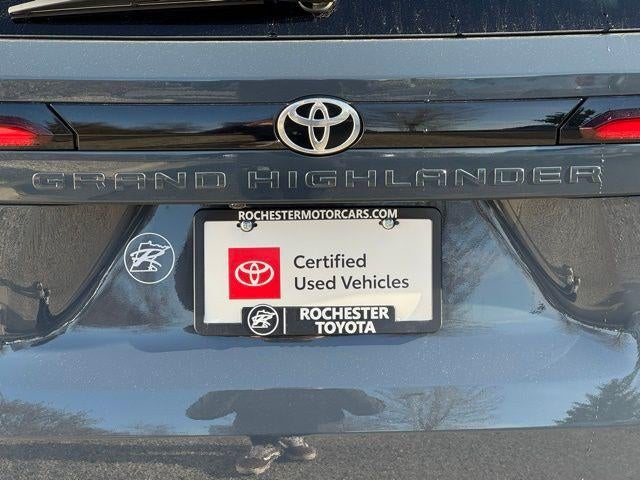 GRAND HIGHLANDER
ROCHESTERMOTORCARS.COM
Certified
Used Vehicles
ROCHESTER
TOYOTA